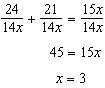 24/14x + 21/14x = 15x/14x
45 = 15x
x = 3